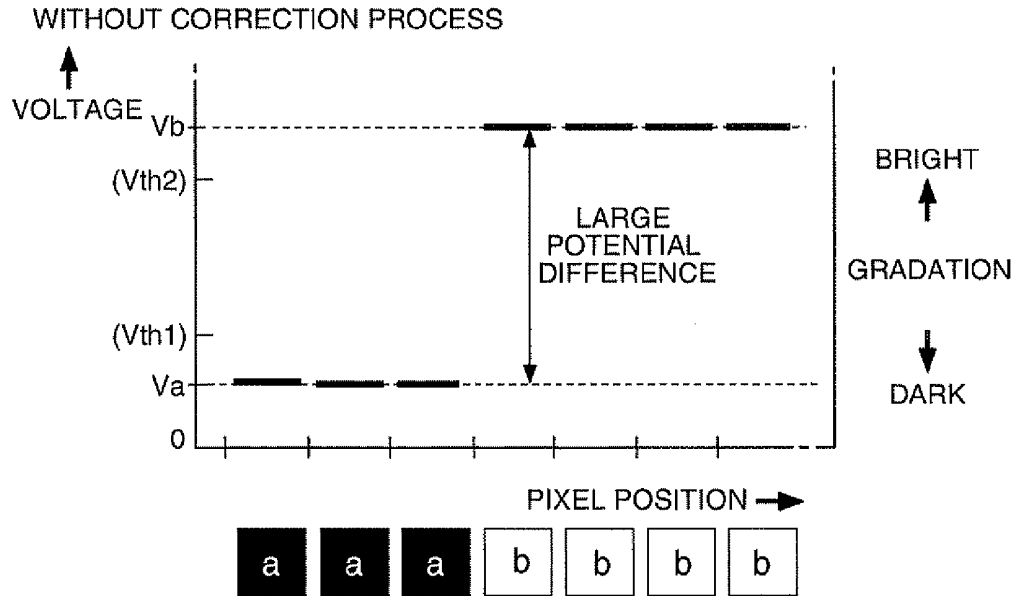 WITHOUT CORRECTION PROCESS
VOLTAGE
Vb
(Vth2)
BRIGHT
LARGE
POTENTIAL
DIFFERENCE
GRADATION
(Vth1)
Va
DARK
0
PIXEL POSITION
a a a b b b b